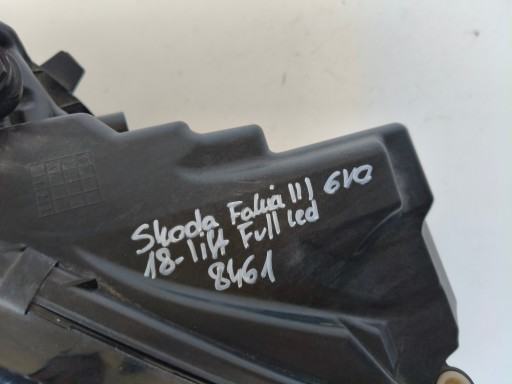 Skoda Fabia III 6V0
18-lift Full led
8461